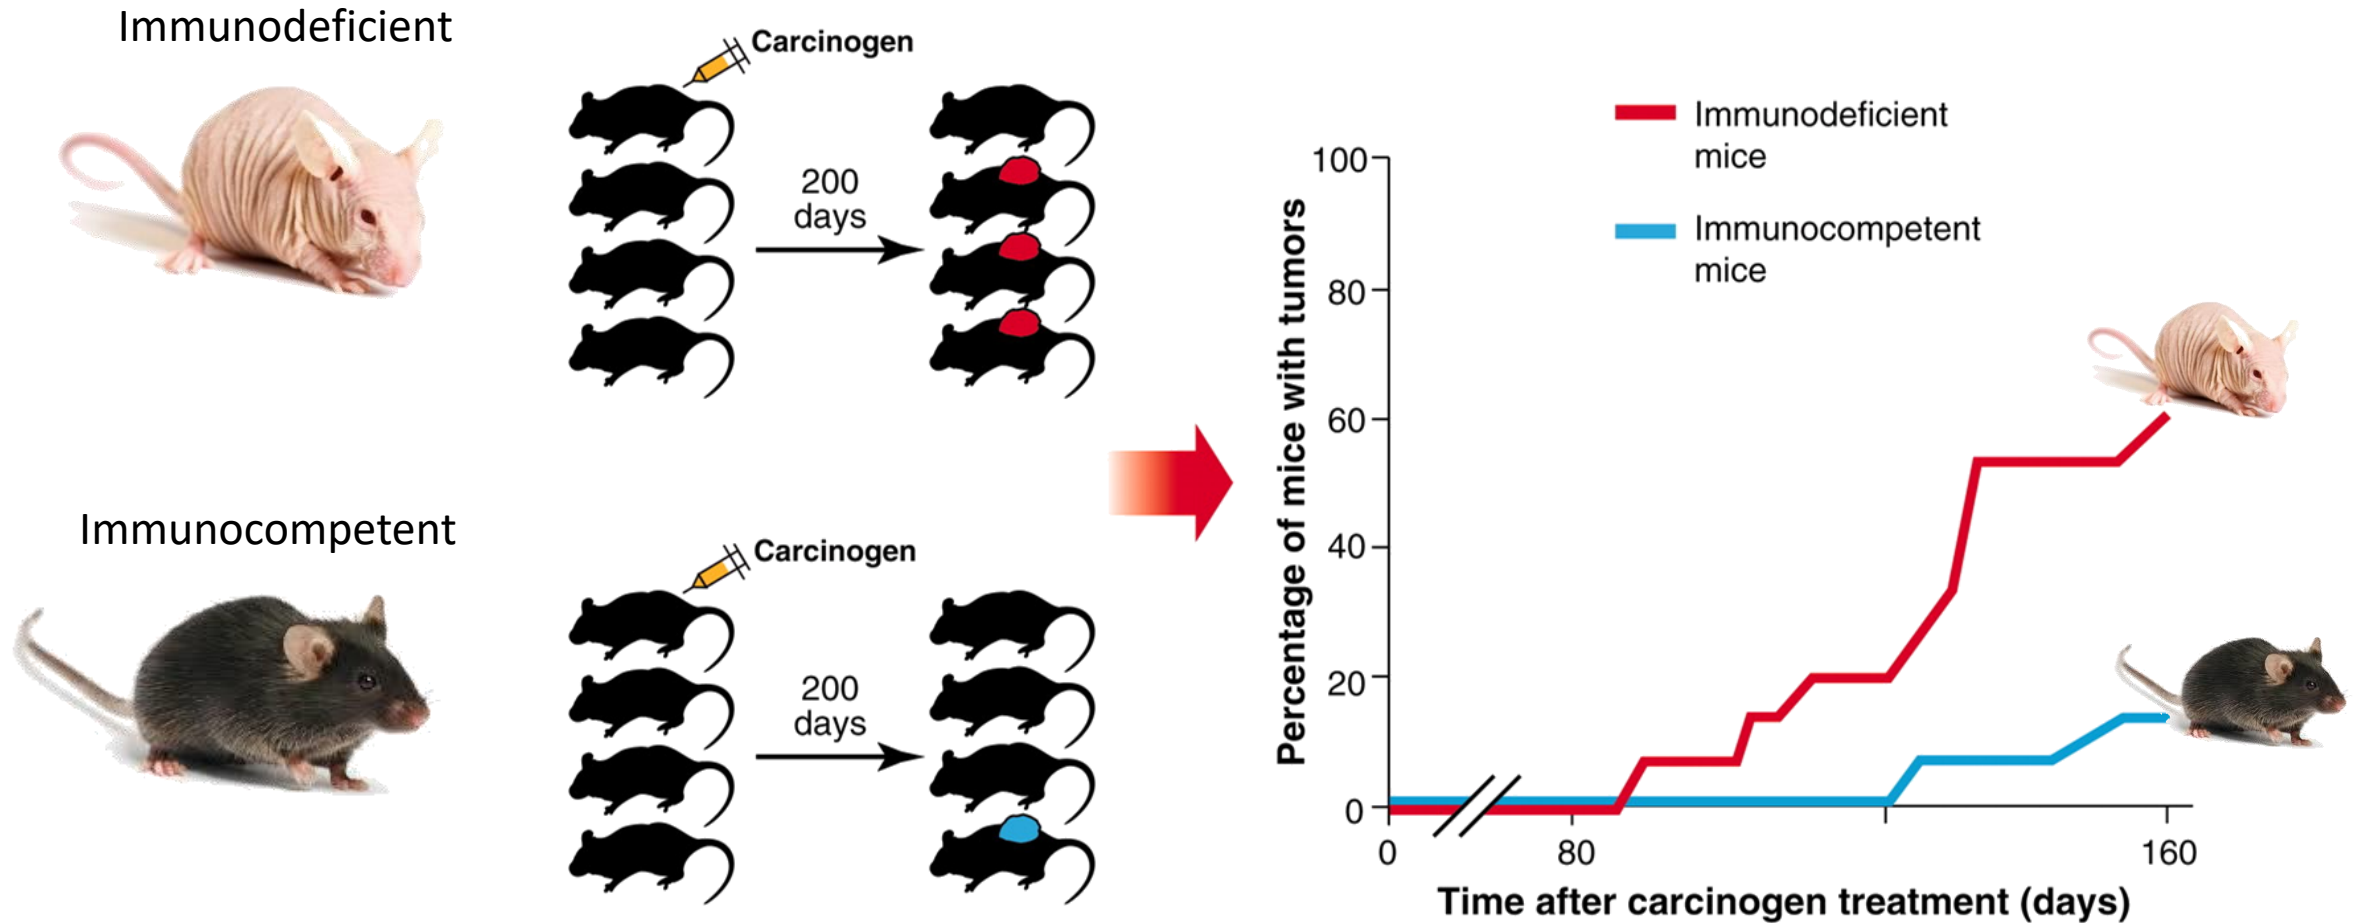 Immunodeficient
Carcinogen
200
days
Immunocompetent
Carcinogen
200
days
Immunodeficient
mice
Immunocompetent
mice
Percentage of mice with tumors
100
80
60
40
20
0
0
80
160
Time after carcinogen treatment (days)